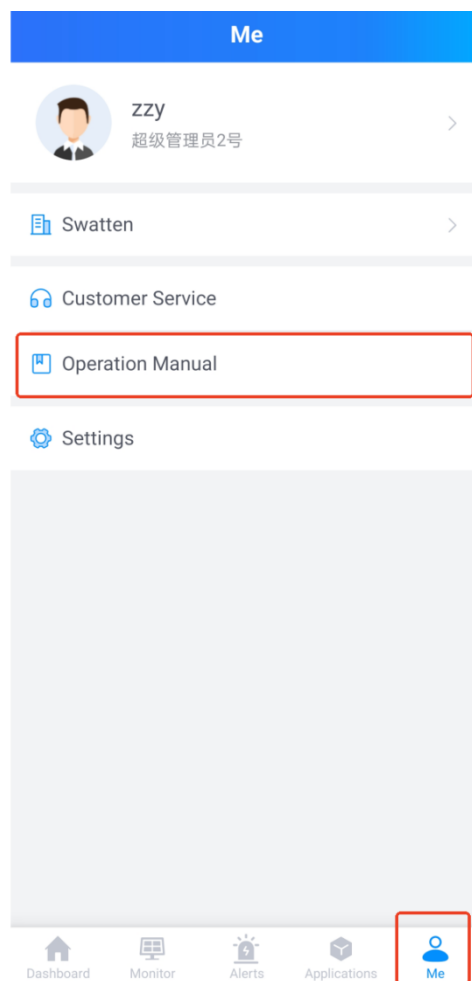 Me
zzy
超级管理员2号
Swatten
Customer Service
Operation Manual
Settings
Dashboard
Monitor
Alerts
Applications
Me